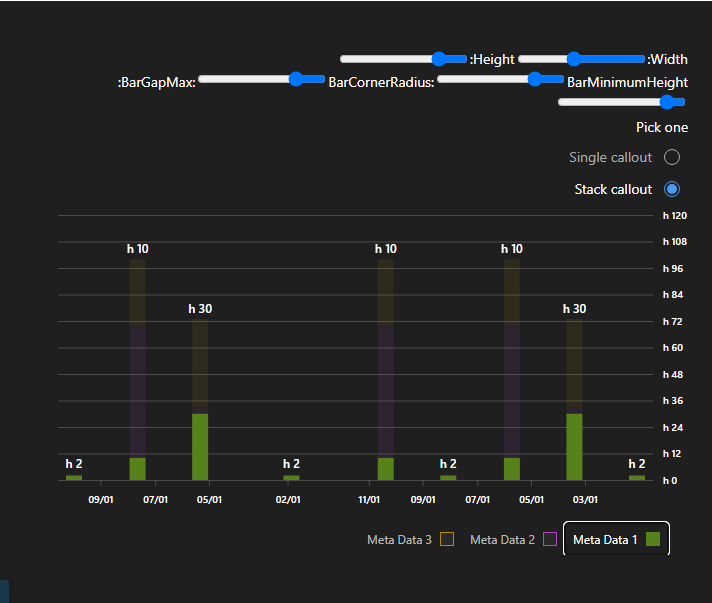 :Height :Width
:BarGapMax: BarCornerRadius: BarMinimumHeight
Pick one
Single callout
Stack callout
h 120
h 108
h 10 h 10 h 10
h 96
h 84
h 30 h 30
h 72
h 60
h 48
h 36
h 24
h 2 h 2 h 2 h 2
h 12
h 0
09/01 07/01 05/01 02/01 11/01 09/01 07/01 05/01 03/01
Meta Data 3 Meta Data 2 Meta Data 1